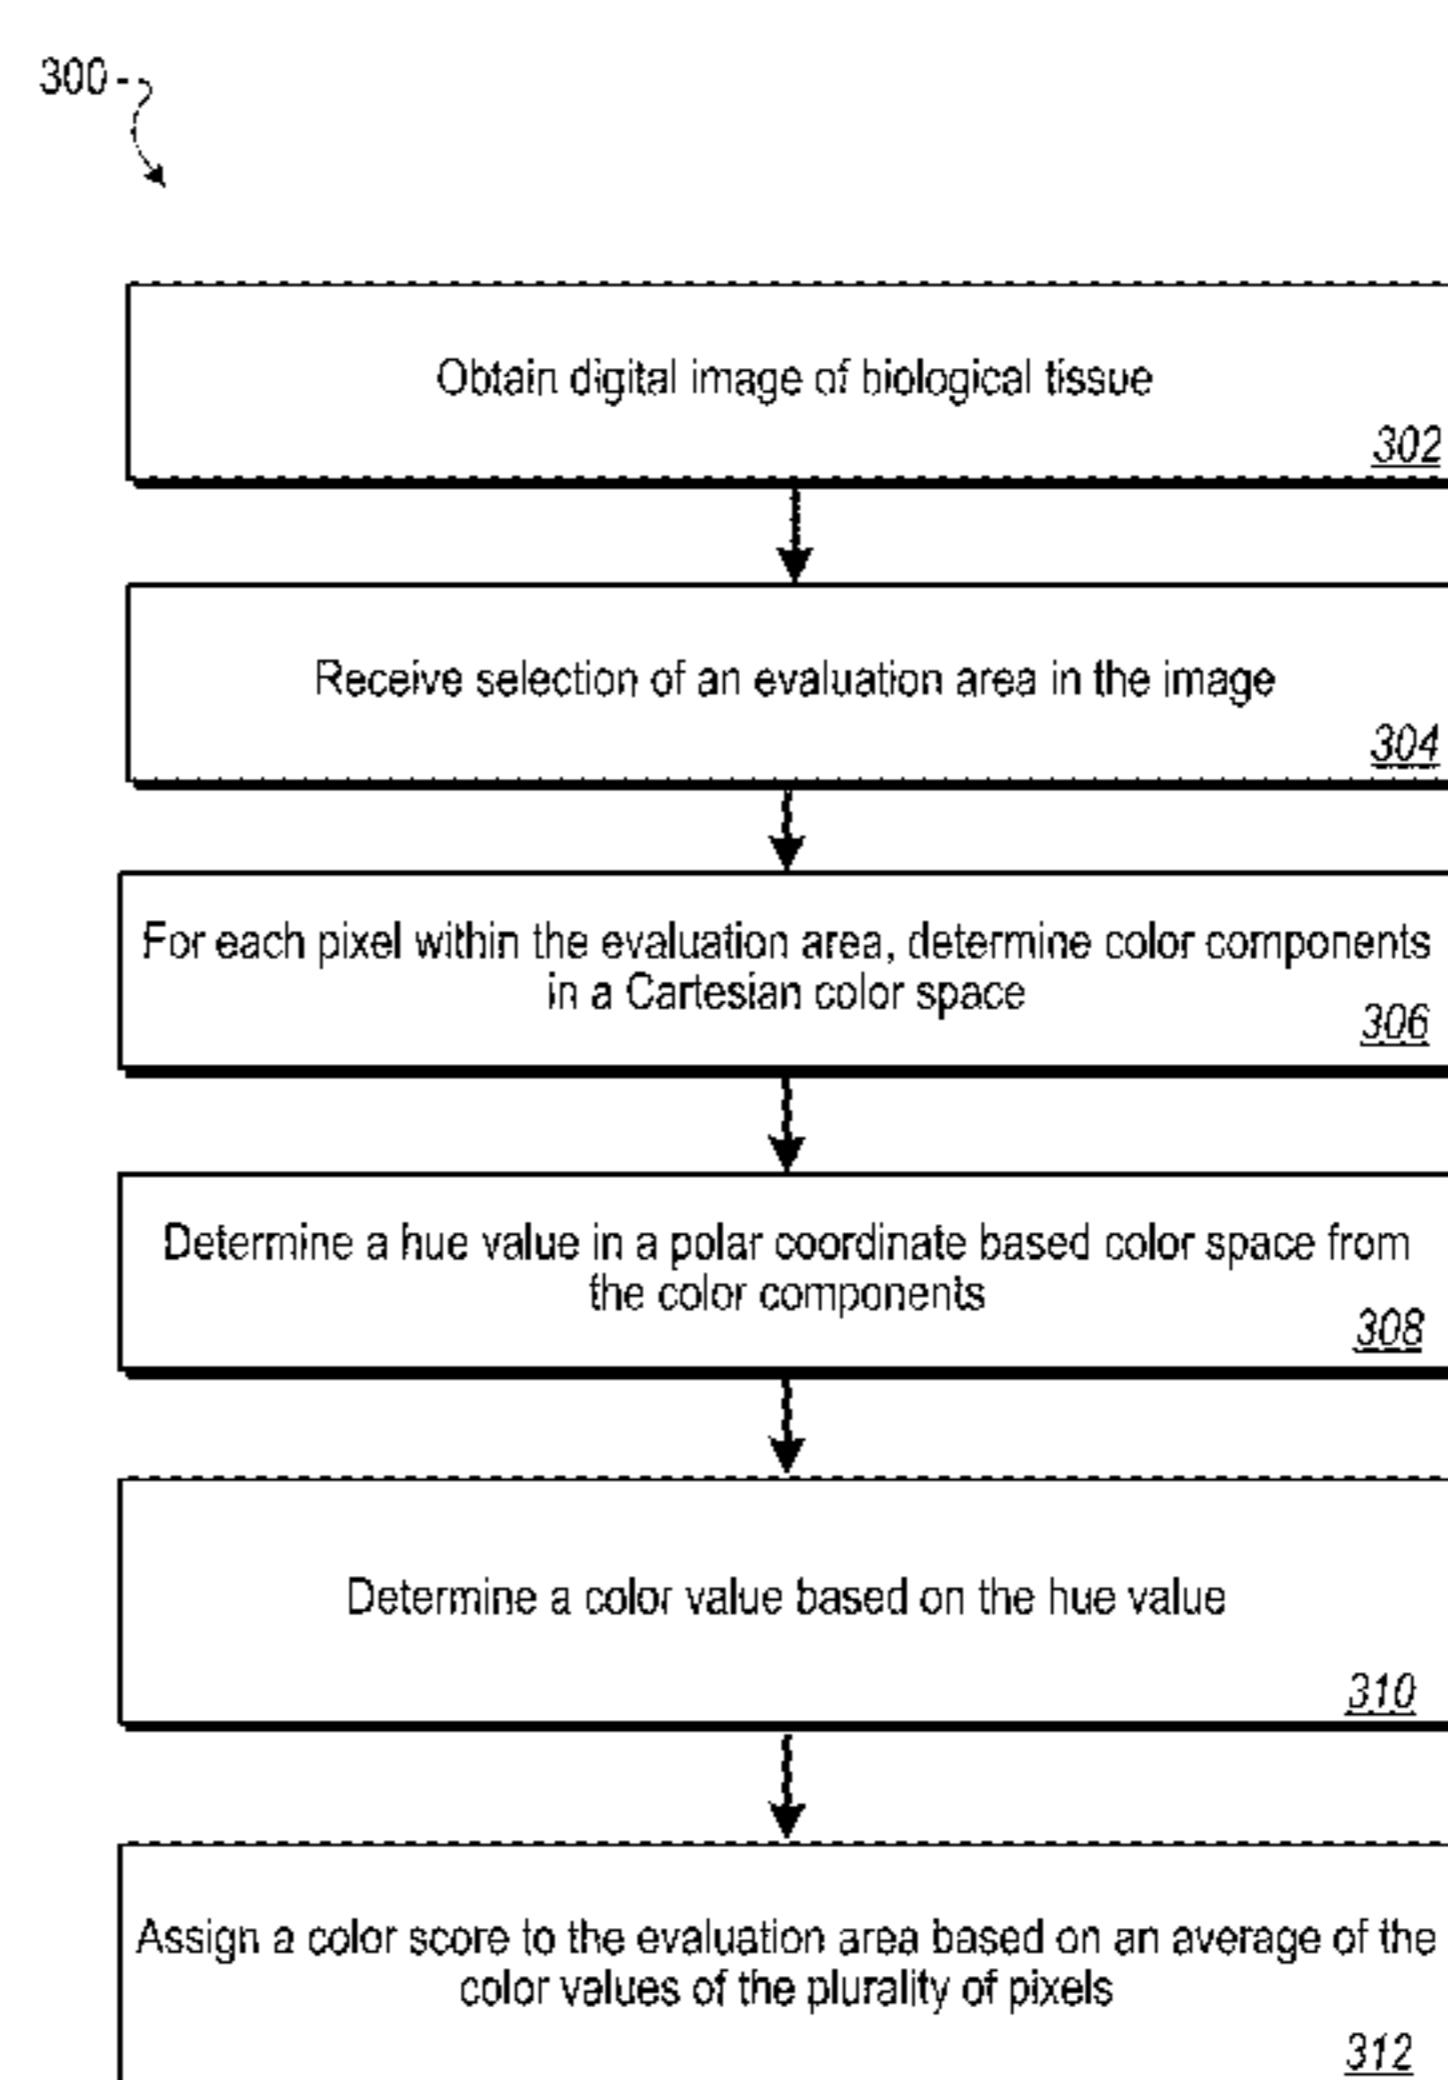 300
Obtain digital image of biological tissue
302
Receive selection of an evaluation area in the image
304
For each pixel within the evaluation area, determine color components
in a Cartesian color space
306
Determine a hue value in a polar coordinate based color space from
the color components
308
Determine a color value based on the hue value
310
Assign a color score to the evaluation area based on an average of the
color values of the plurality of pixels
312